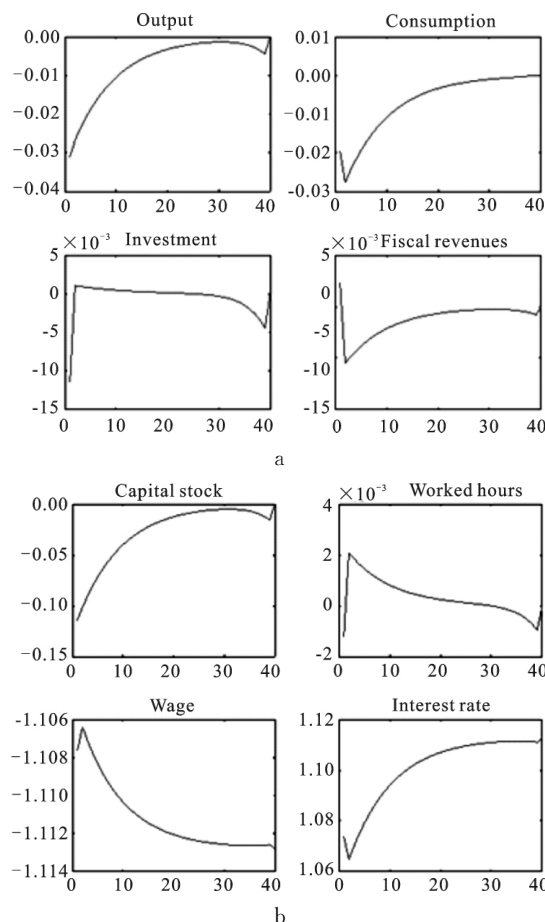 Output
0.00
−0.01
−0.02
−0.03
−0.04
0 10 20 30 40
Consumption
0.01
0.00
−0.01
−0.02
−0.03
0 10 20 30 40
×10⁻³ Investment
5
0
-5
-10
-15
0 10 20 30 40
×10⁻³ Fiscal revenues
5
0
-5
-10
-15
0 10 20 30 40
a
Capital stock
0.00
−0.05
−0.10
−0.15
0 10 20 30 40
×10⁻³ Worked hours
4
2
0
-2
0 10 20 30 40
Wage
-1.106
−1.108
−1.110
−1.112
−1.114
0 10 20 30 40
Interest rate
1.12
1.10
1.08
1.06
0 10 20 30 40
b